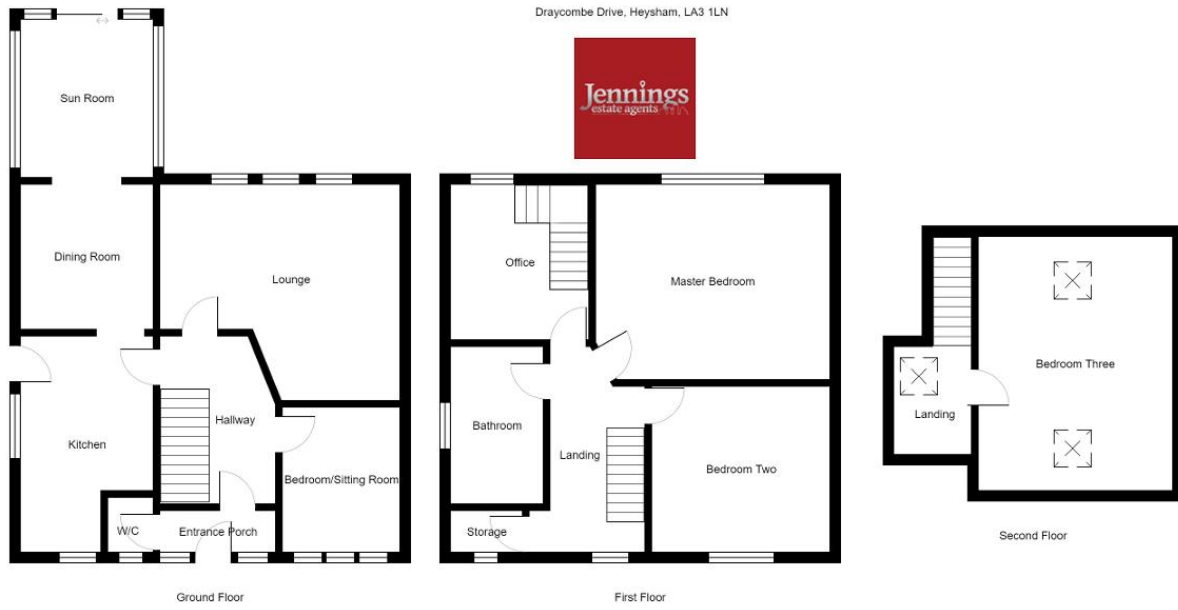 Draycombe Drive, Heysham, LA3 1LN
Jennings
estate agents
Sun Room
Dining Room
Lounge
Kitchen
Hallway
Bedroom/Sitting Room
W/C
Entrance Porch
Ground Floor
Office
Master Bedroom
Bathroom
Landing
Bedroom Two
Storage
First Floor
Bedroom Three
Landing
Second Floor